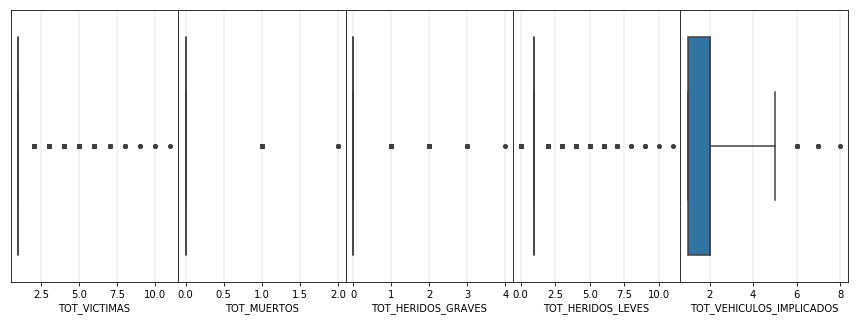 2.5 5.0 7.5 10.0
TOT_VICTIMAS
0.0 0.5 1.0 1.5 2.0
TOT_MUERTOS
0 1 2 3 4
TOT_HERIDOS_GRAVES
0.0 2.5 5.0 7.5 10.0
TOT_HERIDOS_LEVES
2 4 6 8
TOT_VEHICULOS_IMPLICADOS